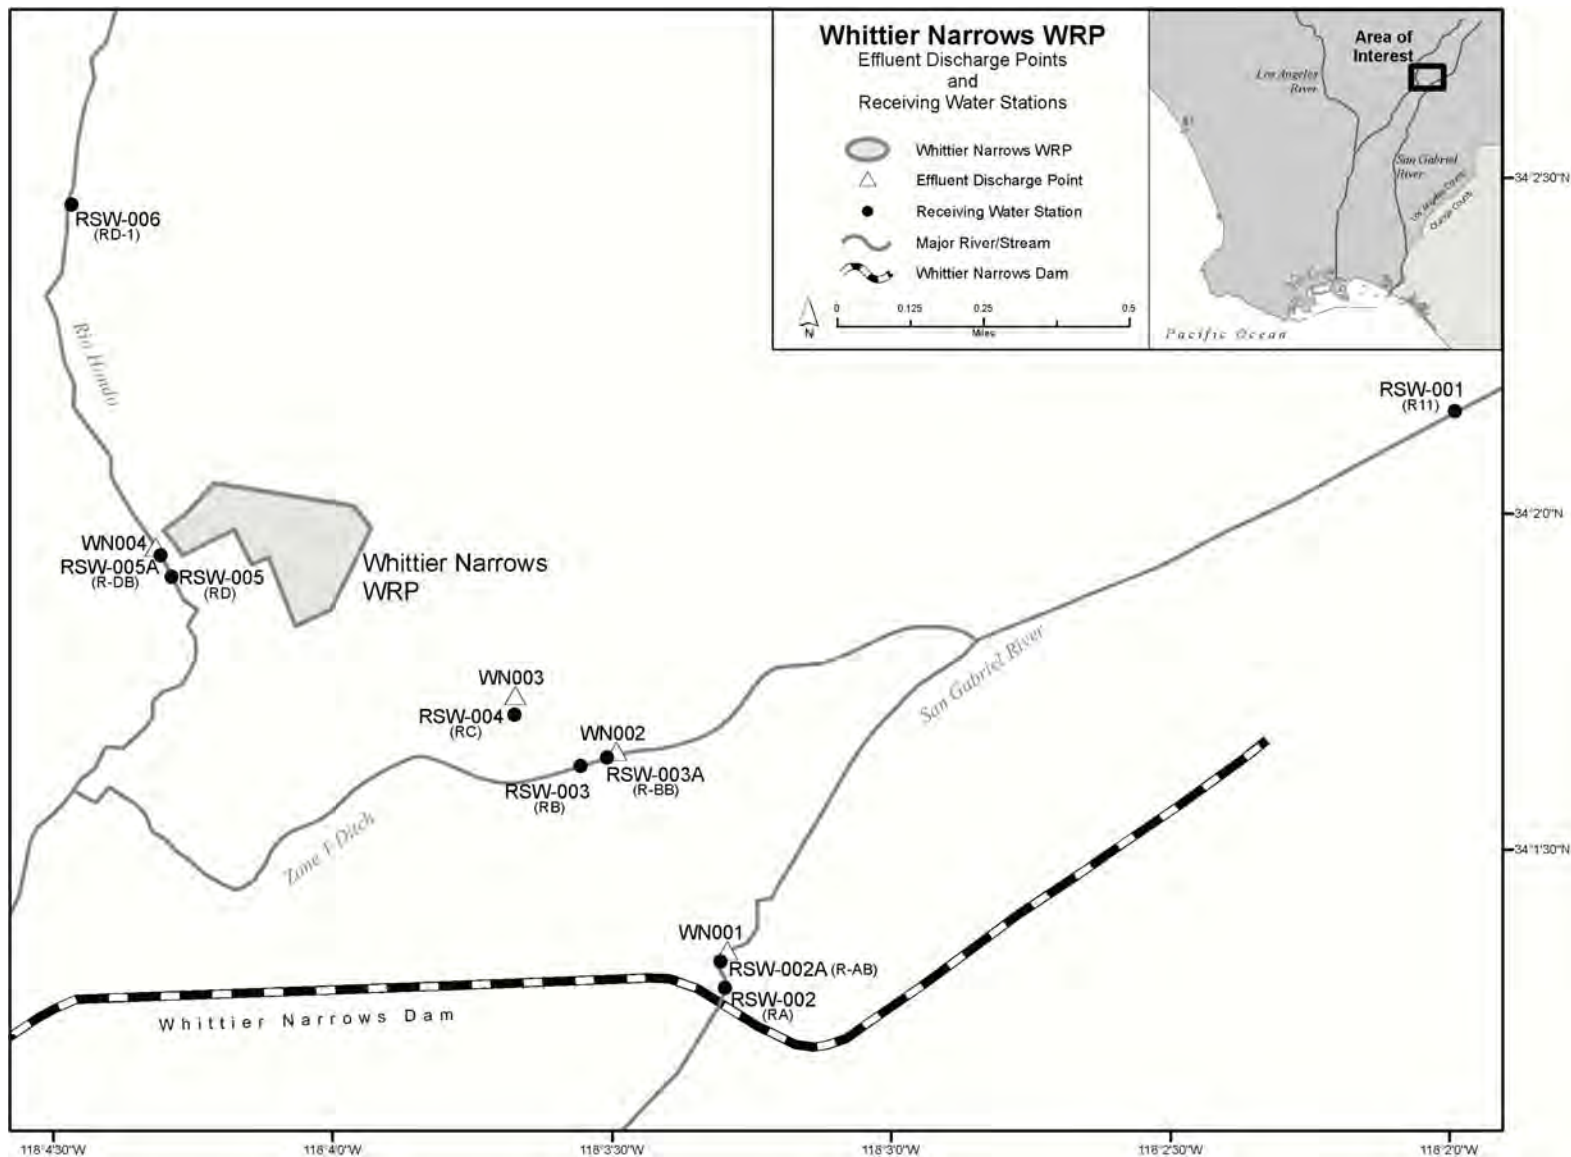 Whittier Narrows WRP
Effluent Discharge Points
and
Receiving Water Stations
Whittier Narrows WRP
Effluent Discharge Point
Receiving Water Station
Major River/Stream
Whittier Narrows Dam
N
0 0.125 0.25 0.5
Miles
Area of
Interest
Los Angeles
River
San Gabriel
River
Los Angeles County
Orange County
Pacific Ocean
34°2'30"N
RSW-006
(RD-1)
Rio Hondo
RSW-001
(R11)
34°2'0"N
WN004
RSW-005A
(R-DB)
RSW-005
(RD)
Whittier Narrows
WRP
San Gabriel River
WN003
RSW-004
(RC)
WN002
RSW-003A
(R-BB)
RSW-003
(RB)
Zone 1 Ditch
34°1'30"N
WN001
RSW-002A (R-AB)
RSW-002
(RA)
Whittier Narrows Dam
118°4'30"W 118°4'0"W 118°3'30"W 118°3'0"W 118°2'30"W 118°2'0"W